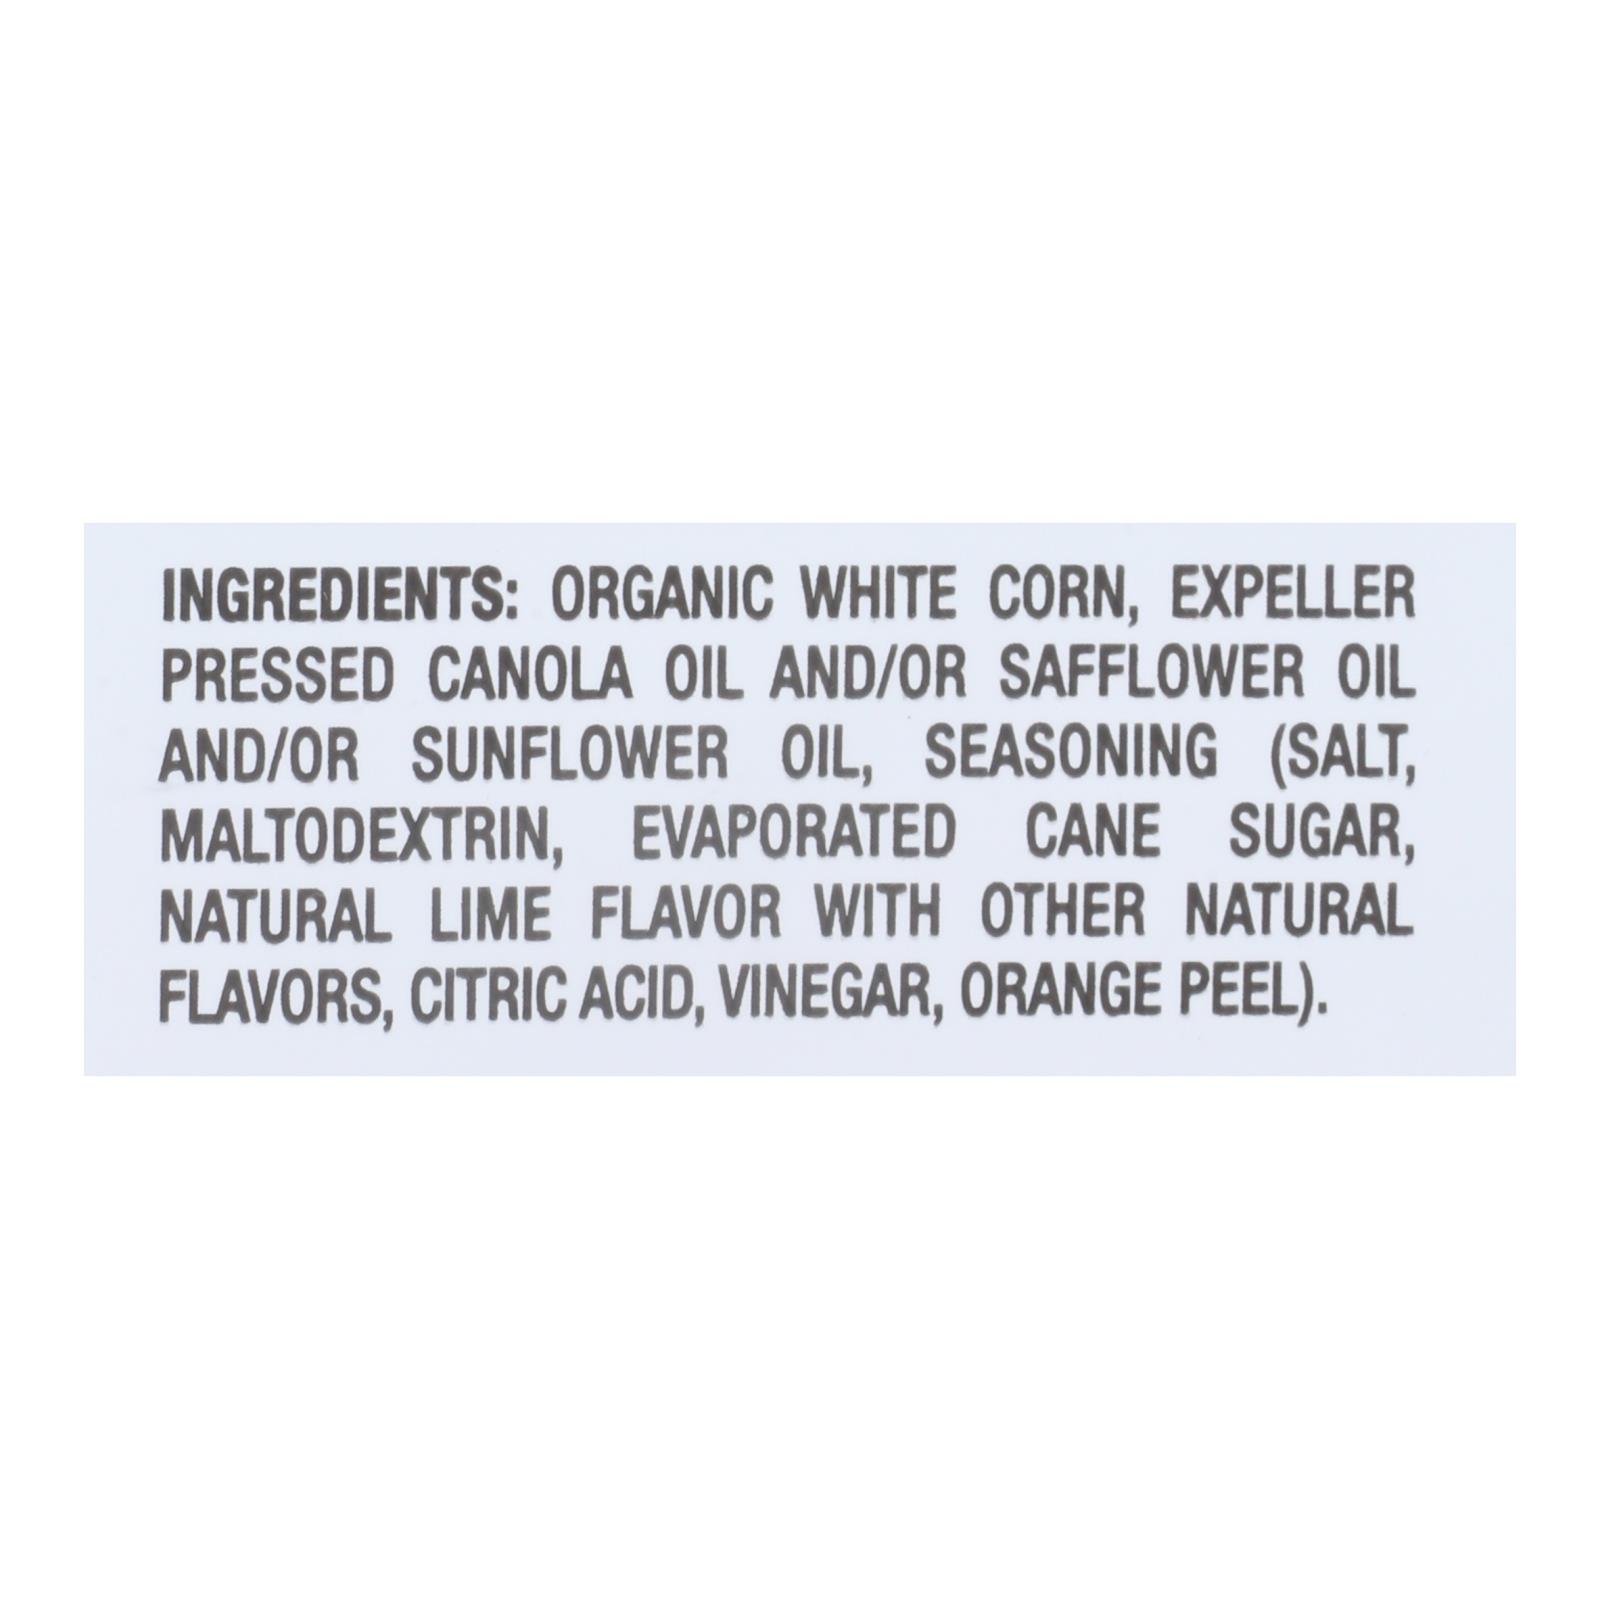 INGREDIENTS: ORGANIC WHITE CORN, EXPELLER
PRESSED CANOLA OIL AND/OR SAFFLOWER OIL
AND/OR SUNFLOWER OIL, SEASONING (SALT,
MALTODEXTRIN, EVAPORATED CANE SUGAR,
NATURAL LIME FLAVOR WITH OTHER NATURAL
FLAVORS, CITRIC ACID, VINEGAR, ORANGE PEEL).